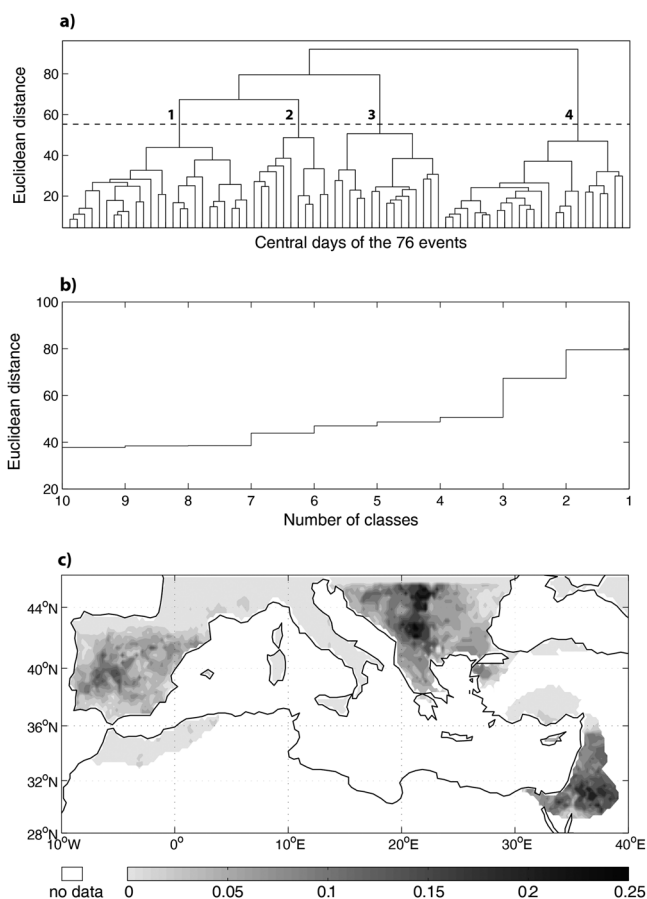 a)
80
60
40
20
Euclidean distance
1 2 3 4
Central days of the 76 events
b)
100
80
60
40
20
Euclidean distance
10 9 8 7 6 5 4 3 2 1
Number of classes
c)
44°N
40°N
36°N
32°N
28°N
10°W 0° 10°E 20°E 30°E 40°E
no data 0 0.05 0.1 0.15 0.2 0.25